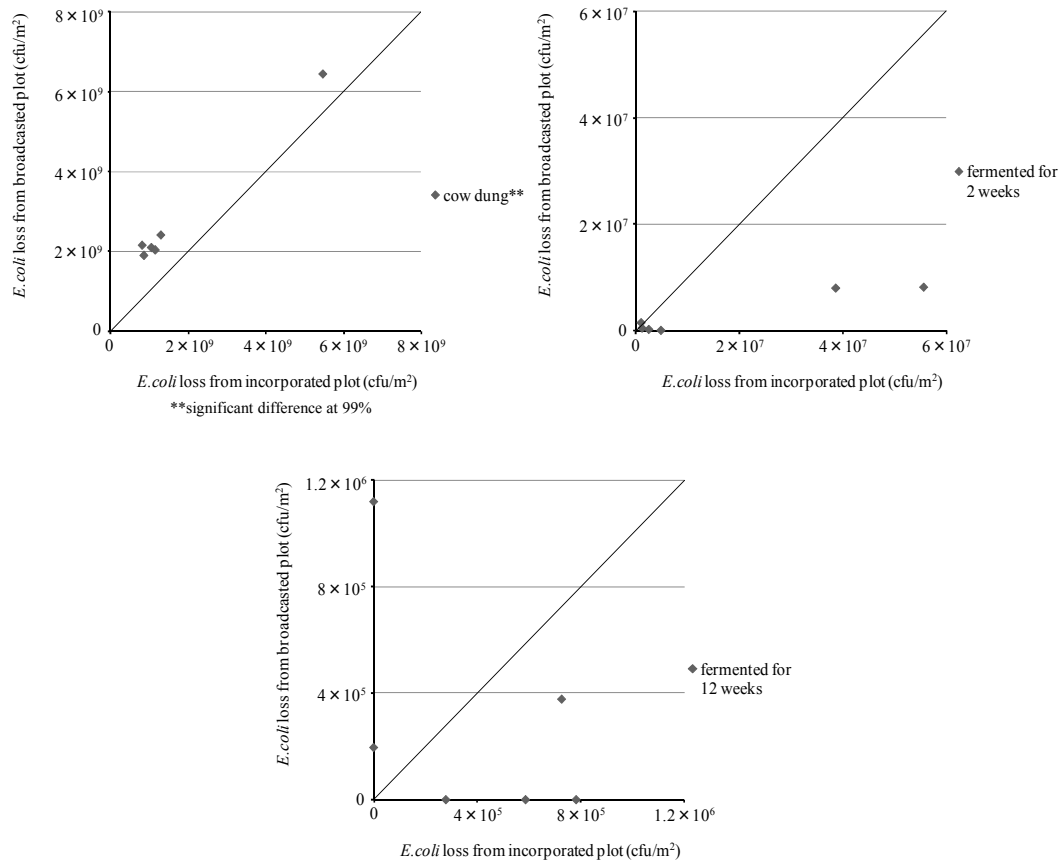 E.coli loss from broadcasted plot (cfu/m²)
8×10⁹
6×10⁹
4×10⁹
2×10⁹
0
0 2×10⁹ 4×10⁹ 6×10⁹ 8×10⁹
E.coli loss from incorporated plot (cfu/m²)
**significant difference at 99%
cow dung**
E.coli loss from broadcasted plot (cfu/m²)
6×10⁷
4×10⁷
2×10⁷
0
0 2×10⁷ 4×10⁷ 6×10⁷
E.coli loss from incorporated plot (cfu/m²)
fermented for
2 weeks
E.coli loss from broadcasted plot (cfu/m²)
1.2×10⁶
8×10⁵
4×10⁵
0
0 4×10⁵ 8×10⁵ 1.2×10⁶
E.coli loss from incorporated plot (cfu/m²)
fermented for
12 weeks